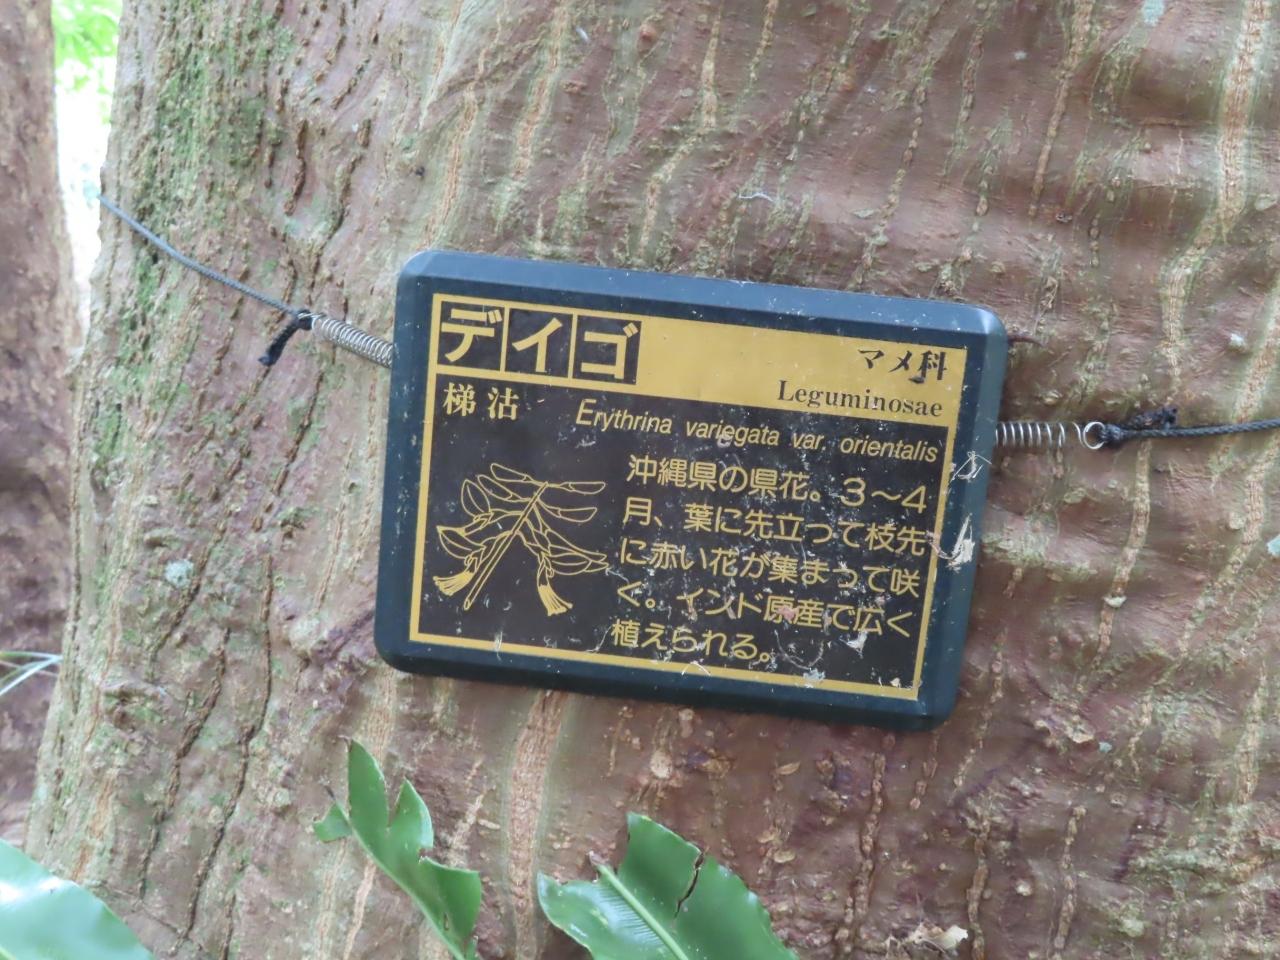 デイゴ
マメ科
Leguminosae
梯沽
Erythrina variegata var. orientalis
沖縄県の県花。3～4
月、葉に先立って枝先
に赤い花が集まって咲
く。インド原産で広く
植えられる。